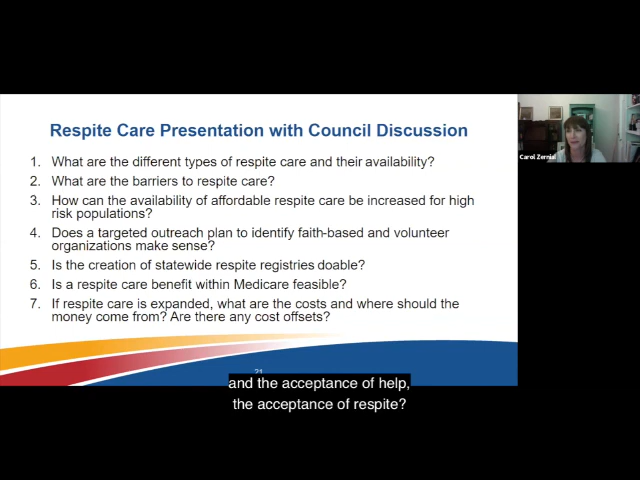 Respite Care Presentation with Council Discussion
1. What are the different types of respite care and their availability?
2. What are the barriers to respite care?
3. How can the availability of affordable respite care be increased for high
risk populations?
4. Does a targeted outreach plan to identify faith-based and volunteer
organizations make sense?
5. Is the creation of statewide respite registries doable?
6. Is a respite care benefit within Medicare feasible?
7. If respite care is expanded, what are the costs and where should the
money come from? Are there any cost offsets?
Carol Zernial
21
and the acceptance of help,
the acceptance of respite?